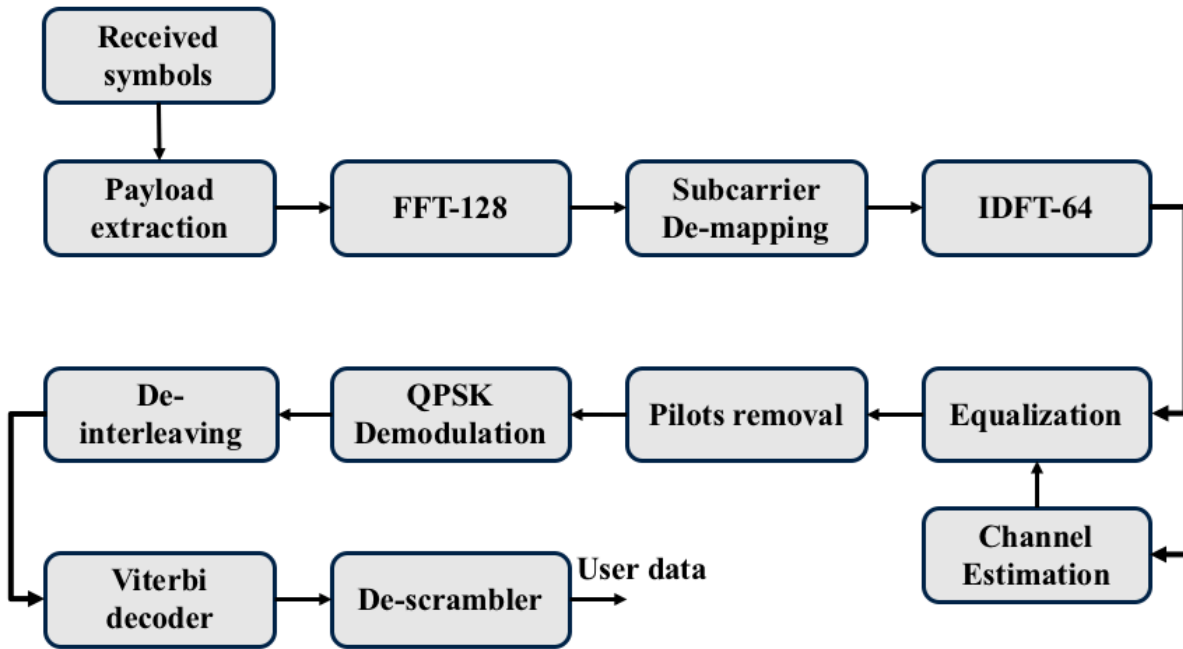 Received
symbols
Payload
extraction
FFT-128
Subcarrier
De-mapping
IDFT-64
Equalization
Channel
Estimation
Pilots removal
QPSK
Demodulation
De-
interleaving
Viterbi
decoder
De-scrambler
User data